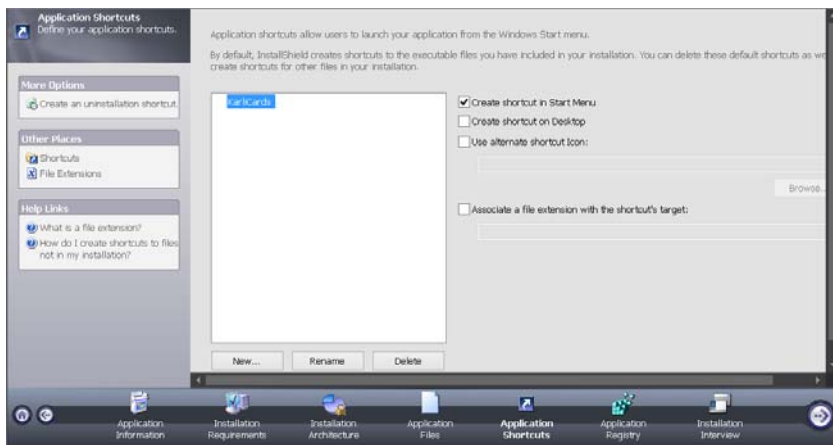 Application Shortcuts
Define your application shortcuts.
More Options
Create an uninstallation shortcut.
Other Places
Shortcuts
File Extensions
Help Links
What is a file extension?
How do I create shortcuts to files
not in my installation?
Application shortcuts allow users to launch your application from the Windows Start menu.
By default, InstallShield creates shortcuts to the executable files you have included in your installation. You can delete these default shortcuts as we
create shortcuts for other files in your installation.
KarliCards
Create shortcut in Start Menu
Create shortcut on Desktop
Use alternate shortcut Icon:
Browse..
Associate a file extension with the shortcut's target:
New...
Rename
Delete
Application
Information
Installation
Requirements
Installation
Architecture
Application
Files
Application
Shortcuts
Application
Registry
Installation
Interview